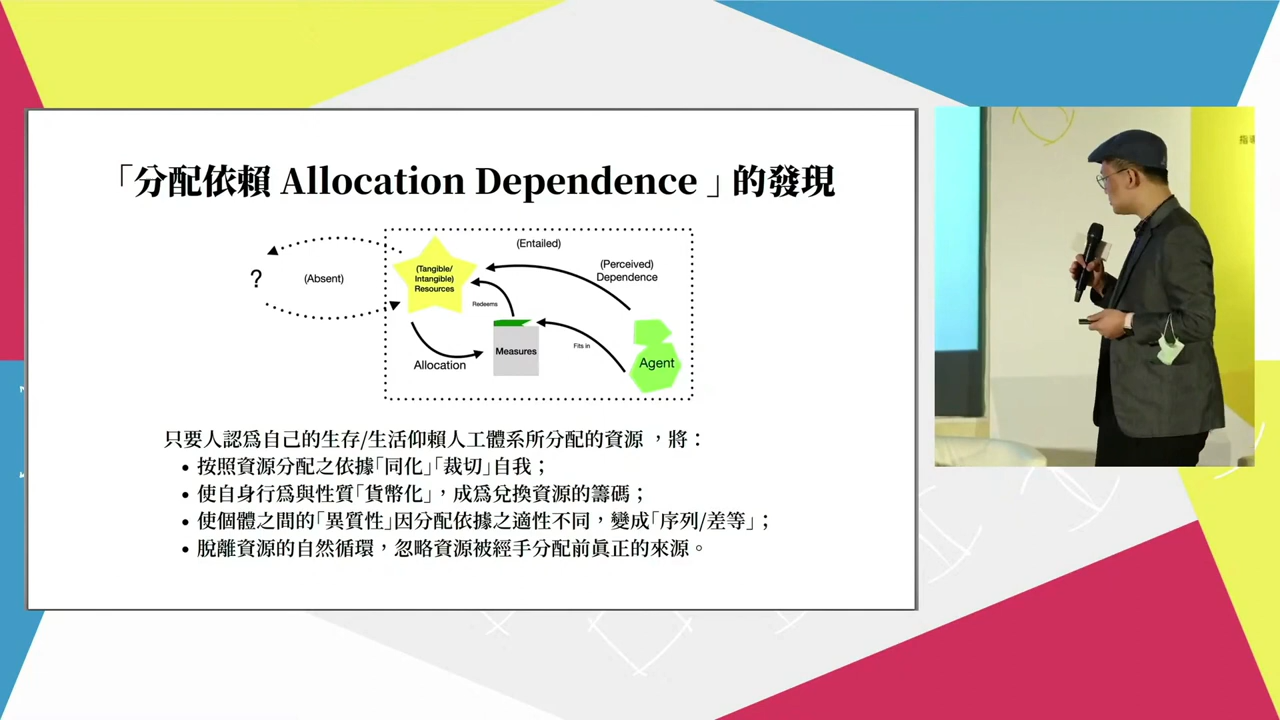 「分配依賴 Allocation Dependence 」的發現
(Entailed)
(Perceived)
Dependence
(Tangible/
Intangible)
Resources
?
(Absent)
Redeems
Measures
Fits in
Agent
Allocation
只要人認爲自己的生存/生活仰賴人工體系所分配的資源 ，將：
• 按照資源分配之依據「同化」「裁切」自我；
• 使自身行爲與性質「貨幣化」，成爲兌換資源的籌碼；
• 使個體之間的「異質性」因分配依據之適性不同，變成「序列/差等」；
• 脫離資源的自然循環，忽略資源被經手分配前眞正的來源。
指導